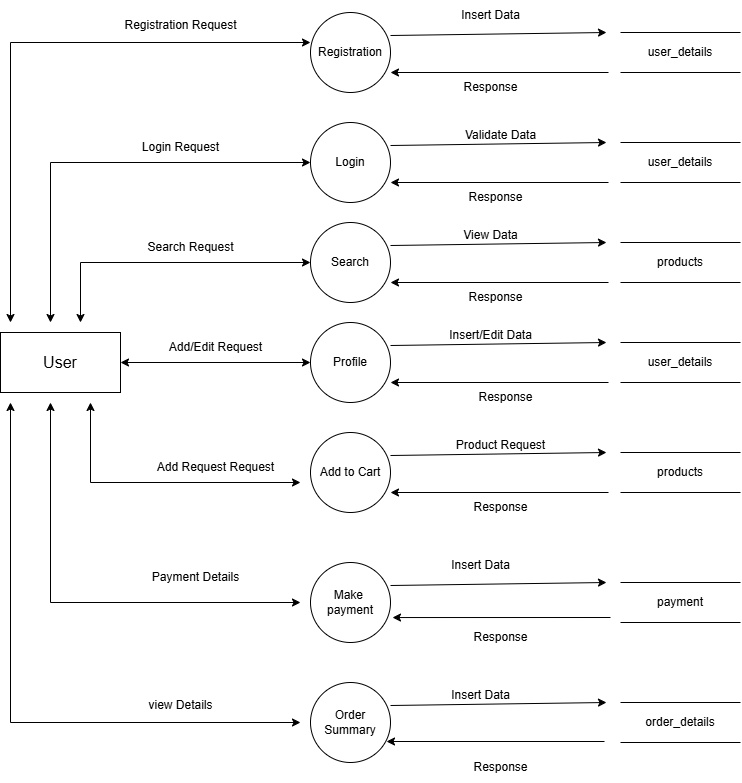 Insert Data
Registration Request
Registration
user_details
Response
Validate Data
Login Request
Login
user_details
Response
View Data
Search Request
Search
products
Response
Insert/Edit Data
Add/Edit Request
User
Profile
user_details
Response
Product Request
Add Request Request
Add to Cart
products
Response
Insert Data
Payment Details
Make
payment
payment
Response
Insert Data
view Details
Order
Summary
order_details
Response